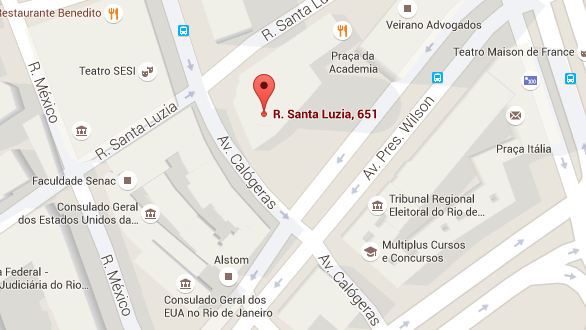 Restaurante Benedito
R. Santa Luzia
Veirano Advogados
Teatro SESI
Praça da
Academia
Teatro Maison de France
R. México
R. Santa Luzia, 651
R. Santa Luzia
Av. Pres. Wilson
Praça Itália
Faculdade Senac
Av. Calógeras
Consulado Geral
dos Estados Unidos da...
Tribunal Regional
Eleitoral do Rio de...
Multiplus Cursos
e Concursos
Alstom
Av. Calógeras
a Federal -
Judiciária do Rio...
R. México
Consulado Geral dos
EUA no Rio de Janeiro